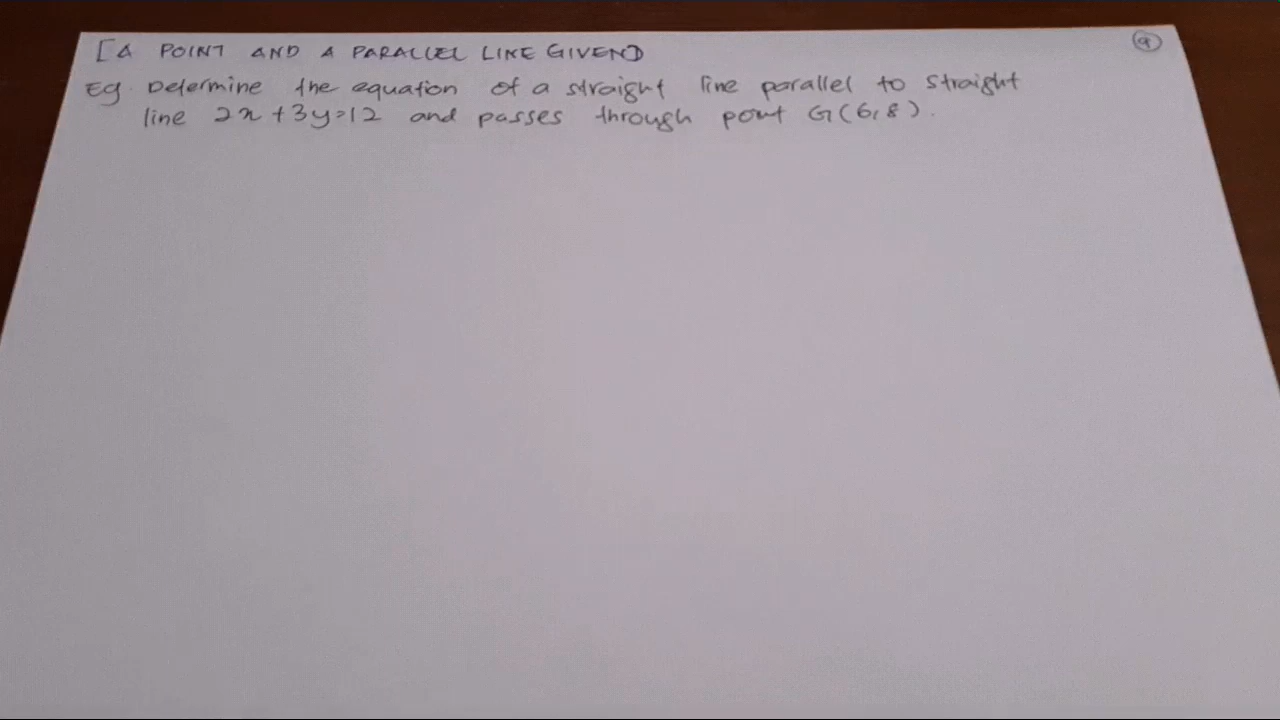 [A POINT AND A PARALLEL LINE GIVEN]
9
Eg. Determine the equation of a straight line parallel to straight
line 2x+3y=12 and passes through point G(6,8).